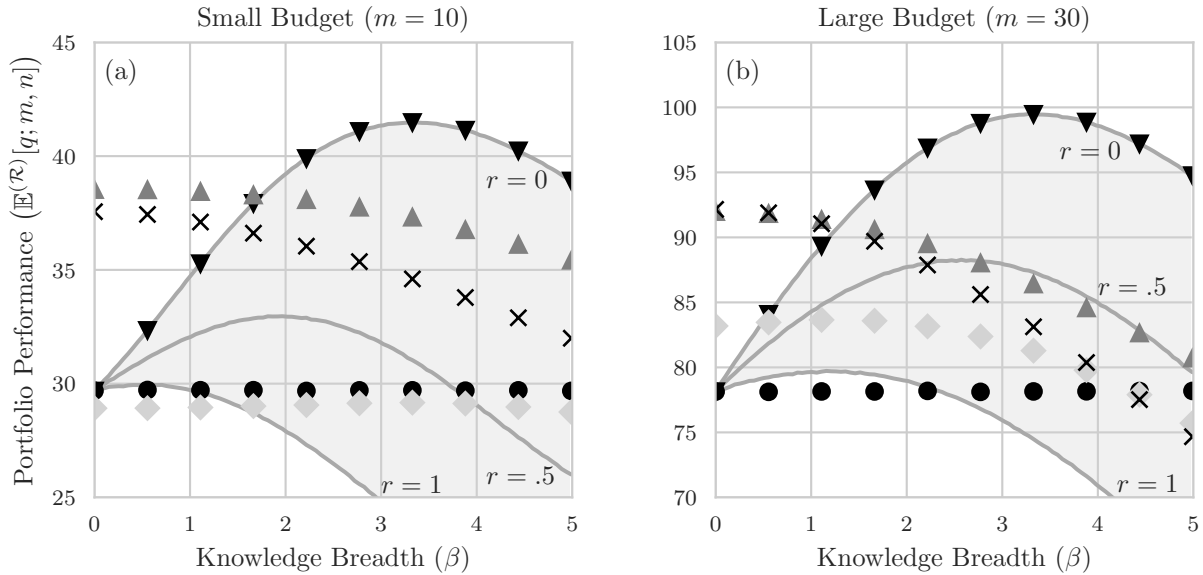 Small Budget (m = 10)
Large Budget (m = 30)
Portfolio Performance (𝔼^(ℛ)[q; m, n])
(a)
45
40
35
30
25
r = 0
r = .5
r = 1
0 1 2 3 4 5
Knowledge Breadth (β)
(b)
105
100
95
90
85
80
75
70
r = 0
r = .5
r = 1
0 1 2 3 4 5
Knowledge Breadth (β)